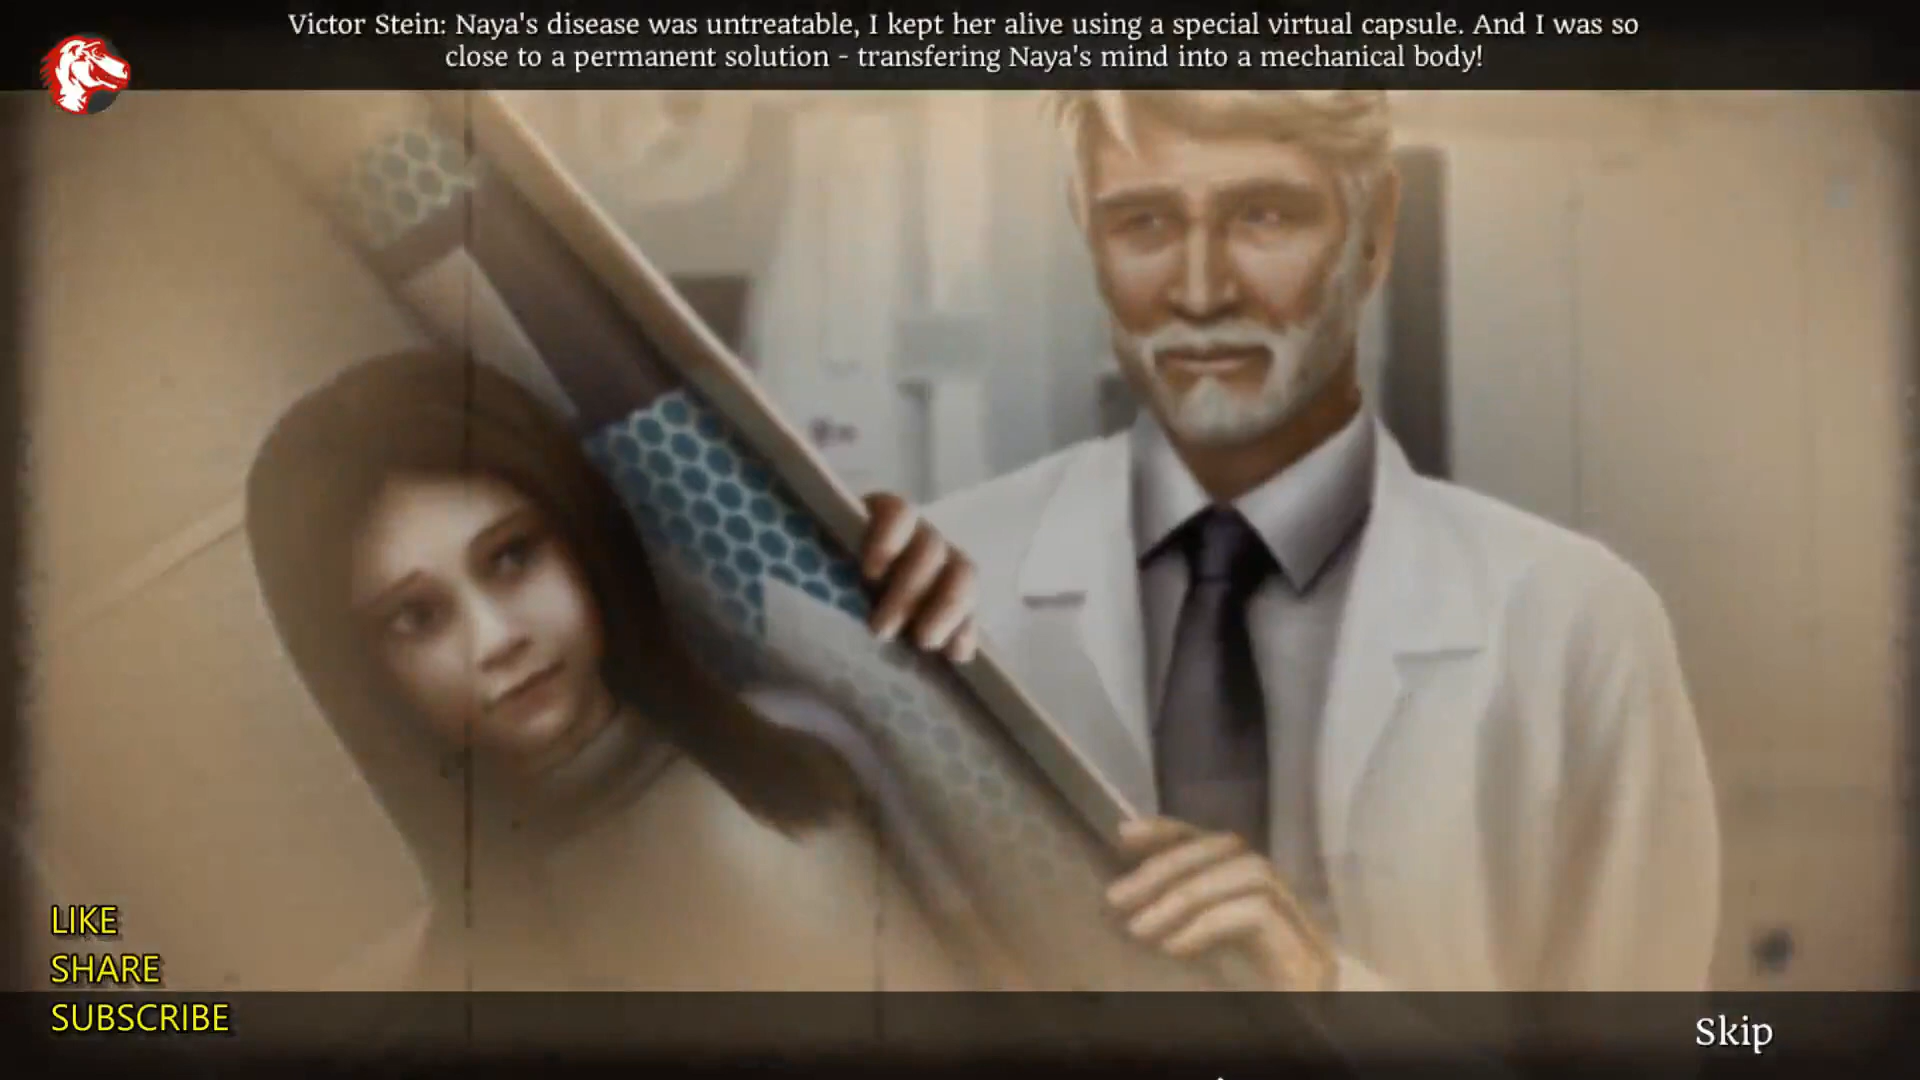 Victor Stein: Naya's disease was untreatable, I kept her alive using a special virtual capsule. And I was so
close to a permanent solution - transfering Naya's mind into a mechanical body!
LIKE
SHARE
SUBSCRIBE
Skip